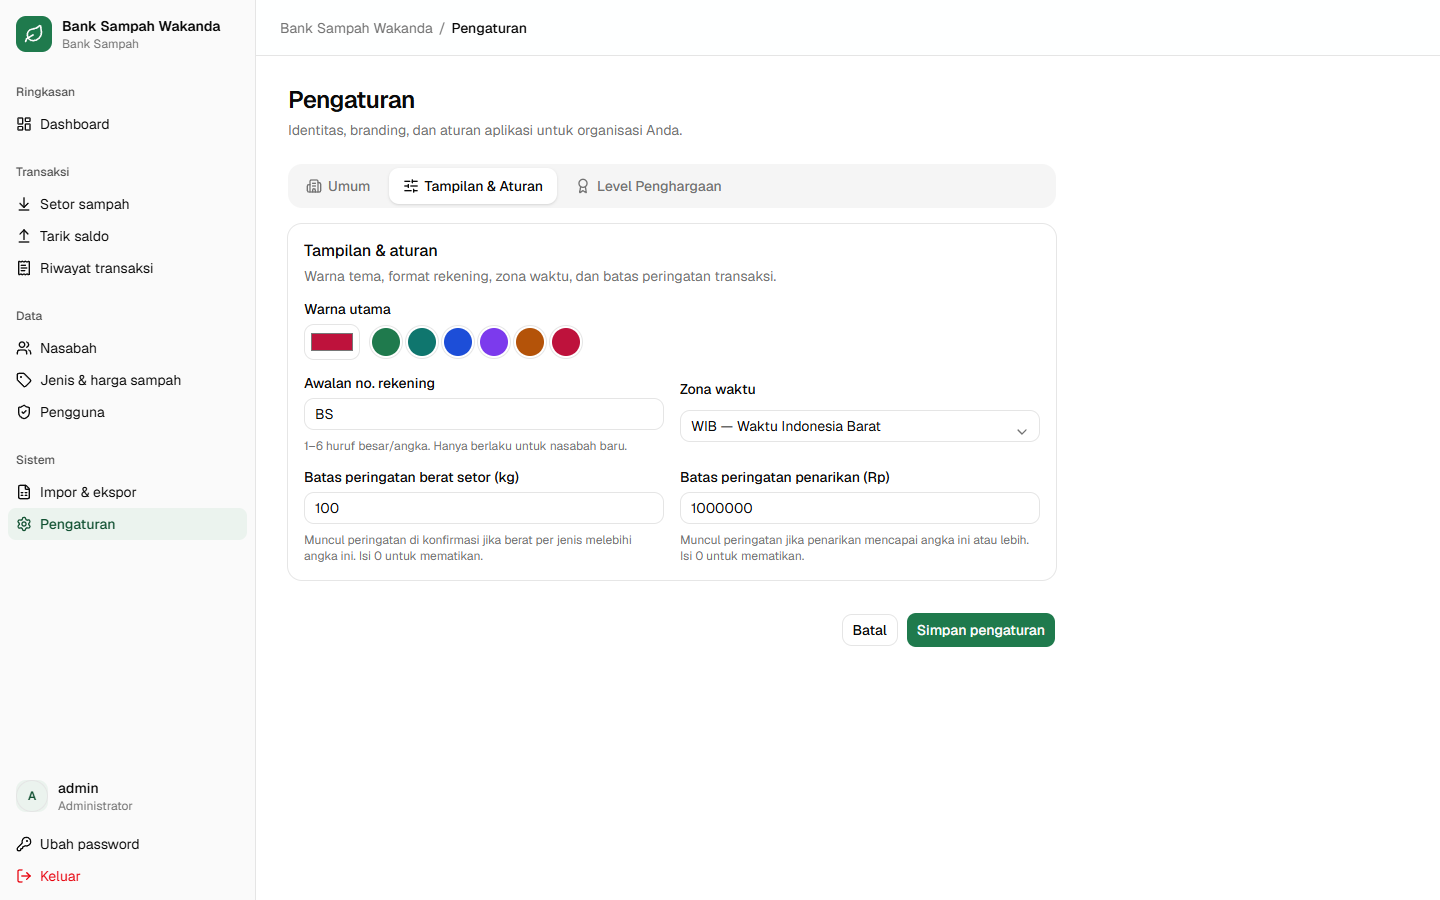 Bank Sampah Wakanda
Bank Sampah
Ringkasan
Dashboard
Transaksi
Setor sampah
Tarik saldo
Riwayat transaksi
Data
Nasabah
Jenis & harga sampah
Pengguna
Sistem
Impor & ekspor
Pengaturan
A
admin
Administrator
Ubah password
Keluar
Bank Sampah Wakanda / Pengaturan
Pengaturan
Identitas, branding, dan aturan aplikasi untuk organisasi Anda.
Umum
Tampilan & Aturan
Level Penghargaan
Tampilan & aturan
Warna tema, format rekening, zona waktu, dan batas peringatan transaksi.
Warna utama
Awalan no. rekening
BS
1–6 huruf besar/angka. Hanya berlaku untuk nasabah baru.
Zona waktu
WIB — Waktu Indonesia Barat
Batas peringatan berat setor (kg)
100
Muncul peringatan di konfirmasi jika berat per jenis melebihi
angka ini. Isi 0 untuk mematikan.
Batas peringatan penarikan (Rp)
1000000
Muncul peringatan jika penarikan mencapai angka ini atau lebih.
Isi 0 untuk mematikan.
Batal
Simpan pengaturan